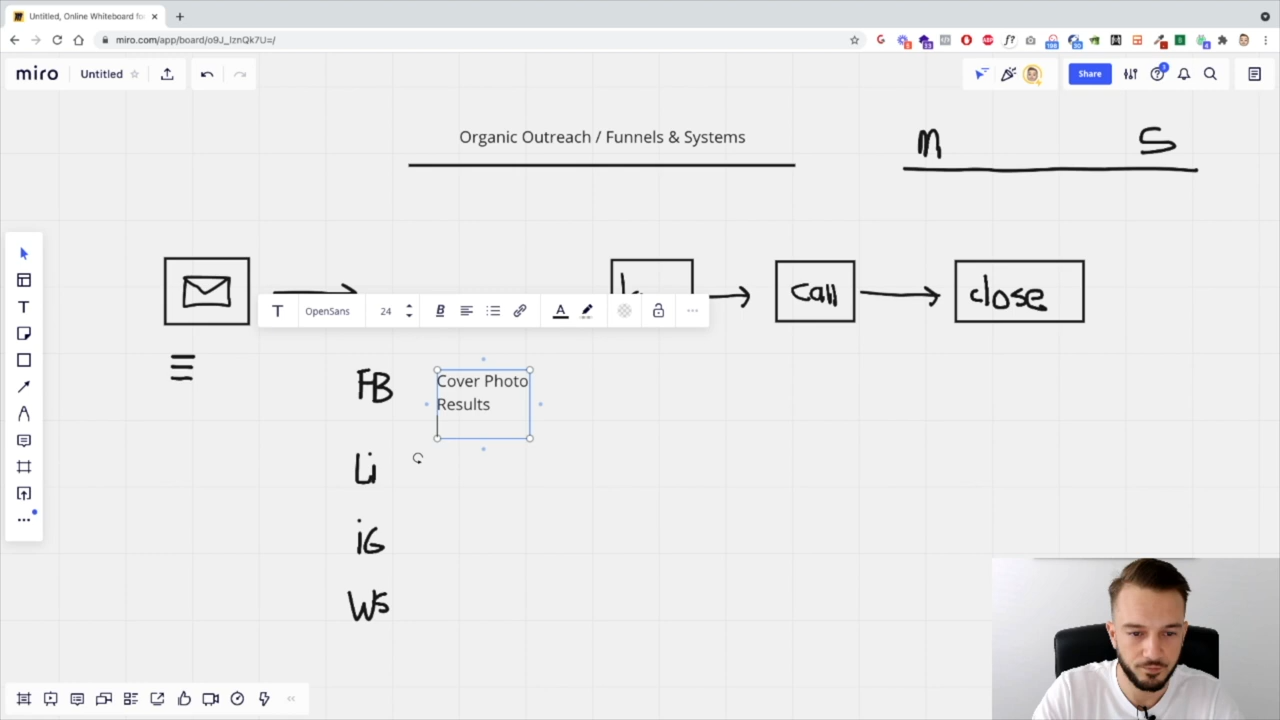 Untitled, Online Whiteboard for
miro.com/app/board/o9J_lznQk7U=/
miro
Untitled
Share
Organic Outreach / Funnels & Systems
M
S
call
close
OpenSans
24
B
A
FB
Cover Photo
Results
Li
iG
WS